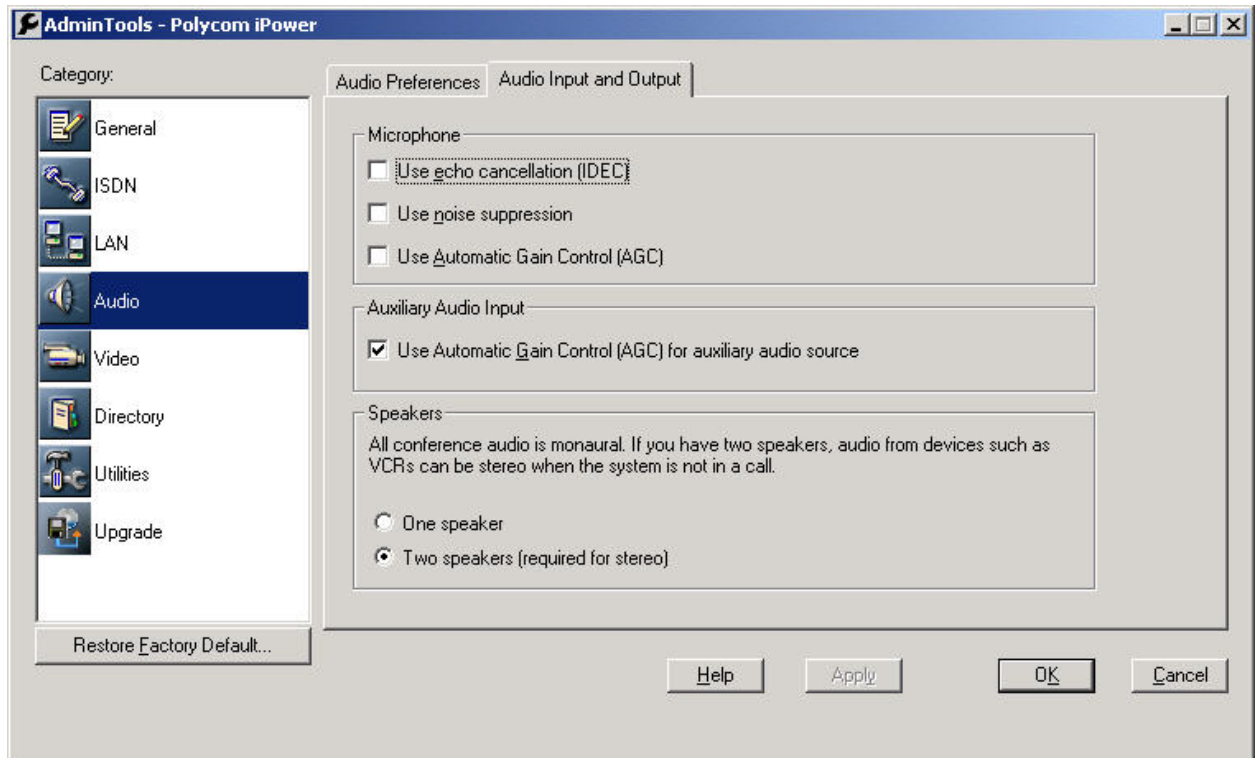 AdminTools - Polycom iPower
Category:
General
ISDN
LAN
Audio
Video
Directory
Utilities
Upgrade
Restore Factory Default...
Audio Preferences
Audio Input and Output
Microphone
Use echo cancellation (IDEC)
Use noise suppression
Use Automatic Gain Control (AGC)
Auxiliary Audio Input
Use Automatic Gain Control (AGC) for auxiliary audio source
Speakers
All conference audio is monaural. If you have two speakers, audio from devices such as
VCRs can be stereo when the system is not in a call.
One speaker
Two speakers (required for stereo)
Help
Apply
OK
Cancel